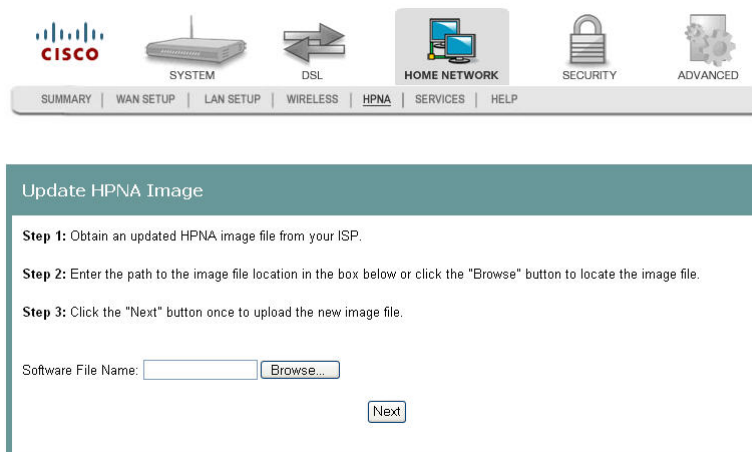 CISCO
SYSTEM DSL HOME NETWORK SECURITY ADVANCED
SUMMARY | WAN SETUP | LAN SETUP | WIRELESS | HPNA | SERVICES | HELP
Update HPNA Image
Step 1: Obtain an updated HPNA image file from your ISP.
Step 2: Enter the path to the image file location in the box below or click the "Browse" button to locate the image file.
Step 3: Click the "Next" button once to upload the new image file.
Software File Name: Browse...
Next